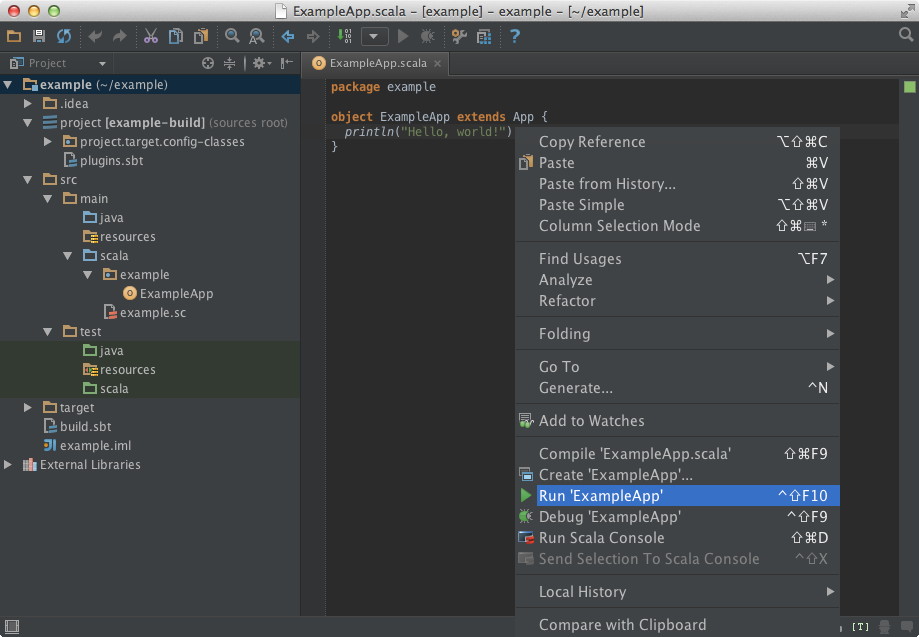 ExampleApp.scala - [example] - example - [~/example]
Project
ExampleApp.scala
example (~/example)
.idea
project [example-build] (sources root)
project.target.config-classes
plugins.sbt
src
main
java
resources
scala
example
ExampleApp
example.sc
test
java
resources
scala
target
build.sbt
example.iml
External Libraries
package example
object ExampleApp extends App {
println("Hello, world!")
}
Copy Reference ⌥⇧⌘C
Paste ⌘V
Paste from History... ⇧⌘V
Paste Simple ⌥⇧⌘V
Column Selection Mode ⇧⌘⌨ *
Find Usages ⌥F7
Analyze
Refactor
Folding
Go To
Generate... ^N
Add to Watches
Compile 'ExampleApp.scala' ⇧⌘F9
Create 'ExampleApp'...
Run 'ExampleApp' ^⇧F10
Debug 'ExampleApp' ^⇧F9
Run Scala Console ⇧⌘D
Send Selection To Scala Console ^⇧X
Local History
Compare with Clipboard
[T]